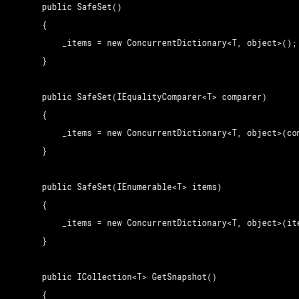 public SafeSet()
{
_items = new ConcurrentDictionary<T, object>();
}
public SafeSet(IEqualityComparer<T> comparer)
{
_items = new ConcurrentDictionary<T, object>(com
}
public SafeSet(IEnumerable<T> items)
{
_items = new ConcurrentDictionary<T, object>(ite
}
public ICollection<T> GetSnapshot()
{